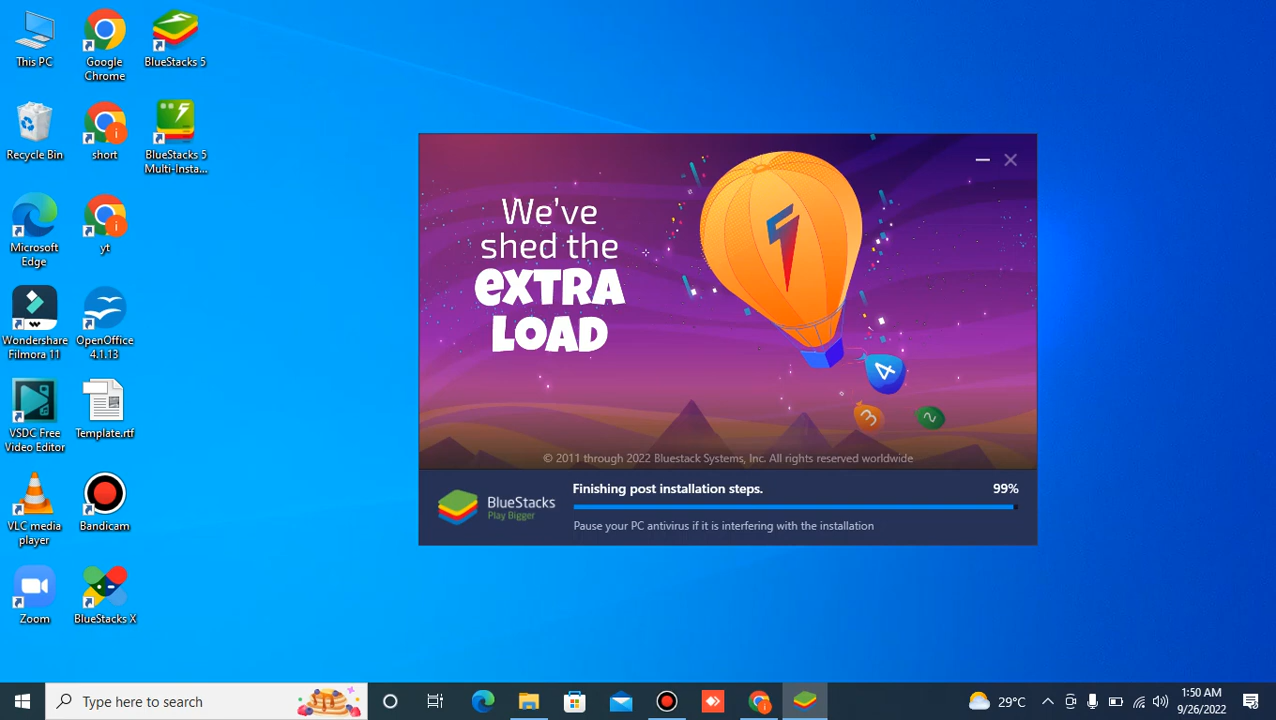 This PC
Google
Chrome
BlueStacks 5
Recycle Bin
short
BlueStacks 5
Multi-Insta...
Microsoft
Edge
yt
Wondershare
Filmora 11
OpenOffice
4.1.13
VSDC Free
Video Editor
Template.rtf
VLC media
player
Bandicam
Zoom
BlueStacks X
We've
shed the
EXTRA
LOAD
4
3
2
© 2011 through 2022 Bluestack Systems, Inc. All rights reserved worldwide
BlueStacks
Play Bigger
Finishing post installation steps.
99%
Pause your PC antivirus if it is interfering with the installation
Type here to search
29°C
1:50 AM
9/26/2022